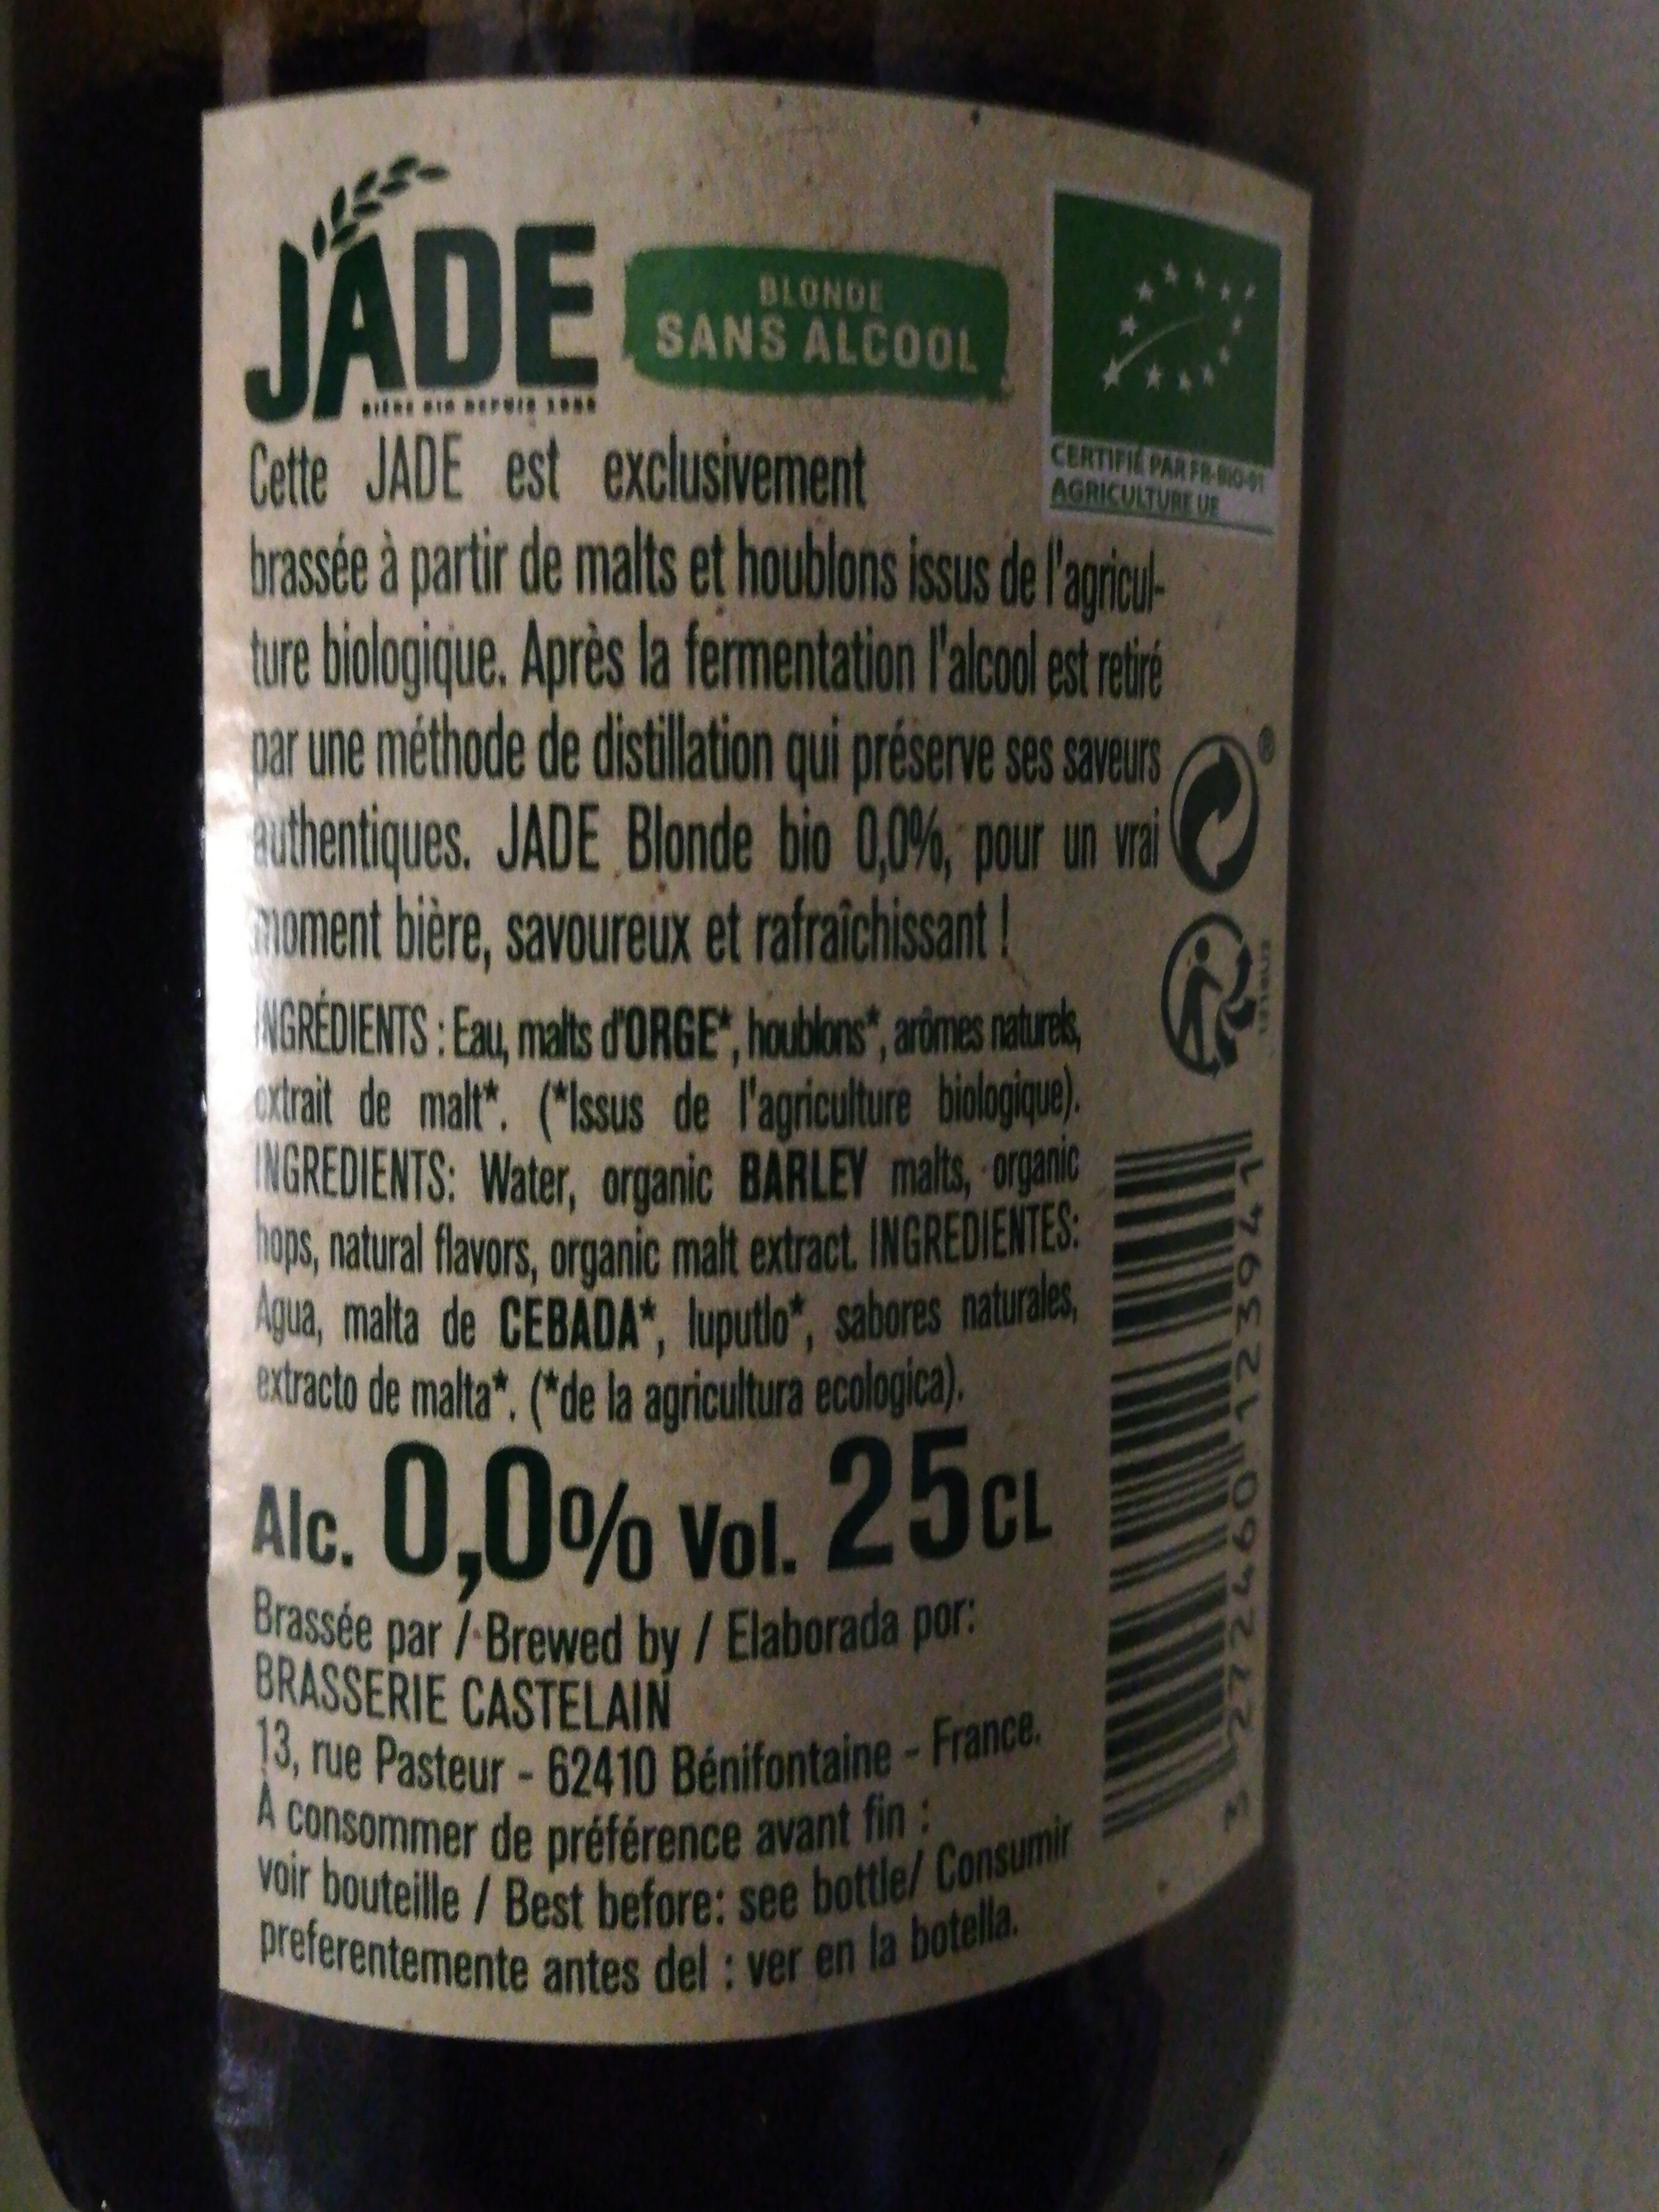 JADE
BIÈRE BIO DEPUIS
BLONDE
SANS ALCOOL
CERTIFIÉ PAR FR-BIO-01
AGRICULTURE UE
Cette JADE est exclusivement
brassée à partir de malts et houblons issus de l'agricul-
ture biologique. Après la fermentation l'alcool est retiré
par une méthode de distillation qui préserve ses saveurs
authentiques. JADE Blonde bio 0,0%, pour un vrai
moment bière, savoureux et rafraîchissant !
®
INGRÉDIENTS : Eau, malts d'ORGE*, houblons*, arômes naturels,
extrait de malt*. (*Issus de l'agriculture biologique).
INGREDIENTS: Water, organic BARLEY malts, organic
hops, natural flavors, organic malt extract. INGREDIENTES:
Agua, malta de CEBADA*, luputlo*, sabores naturales,
extracto de malta*. (*de la agricultura ecologica).
Alc. 0,0% Vol. 25CL
Brassée par / Brewed by / Elaborada por:
BRASSERIE CASTELAIN
13, rue Pasteur - 62410 Bénifontaine - France.
À consommer de préférence avant fin :
voir bouteille / Best before: see bottle/ Consumir
preferentemente antes del : ver en la botella.
3 272460 123941